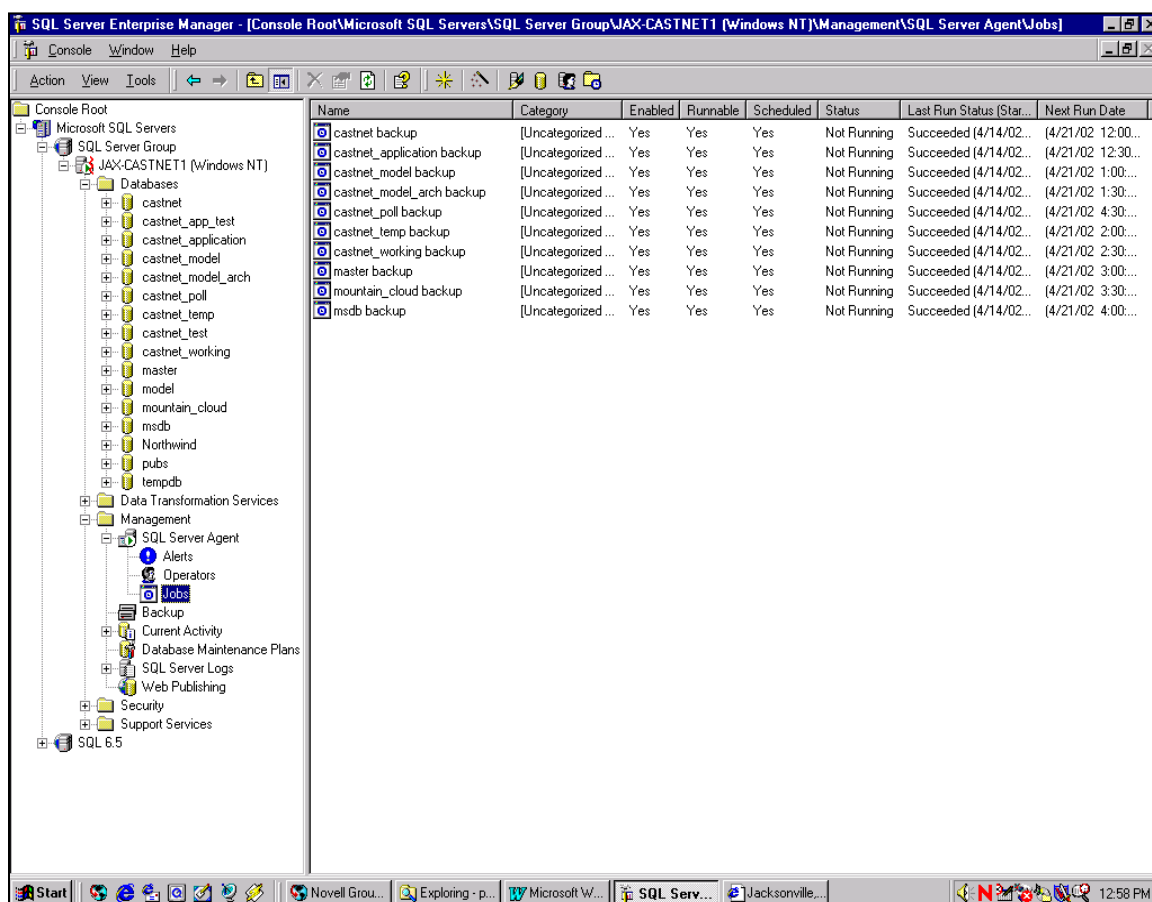 SQL Server Enterprise Manager - [Console Root\Microsoft SQL Servers\SQL Server Group\JAX-CASTNET1 (Windows NT)\Management\SQL Server Agent\Jobs]
Console Window Help
Action View Tools
Console Root
Microsoft SQL Servers
SQL Server Group
JAX-CASTNET1 (Windows NT)
Databases
castnet
castnet_app_test
castnet_application
castnet_model
castnet_model_arch
castnet_poll
castnet_temp
castnet_test
castnet_working
master
model
mountain_cloud
msdb
Northwind
pubs
tempdb
Data Transformation Services
Management
SQL Server Agent
Alerts
Operators
Jobs
Backup
Current Activity
Database Maintenance Plans
SQL Server Logs
Web Publishing
Security
Support Services
SQL 6.5
Name Category Enabled Runnable Scheduled Status Last Run Status (Star... Next Run Date
castnet backup [Uncategorized ... Yes Yes Yes Not Running Succeeded (4/14/02... (4/21/02 12:00...
castnet_application backup [Uncategorized ... Yes Yes Yes Not Running Succeeded (4/14/02... (4/21/02 12:30...
castnet_model backup [Uncategorized ... Yes Yes Yes Not Running Succeeded (4/14/02... (4/21/02 1:00:...
castnet_model_arch backup [Uncategorized ... Yes Yes Yes Not Running Succeeded (4/14/02... (4/21/02 1:30:...
castnet_poll backup [Uncategorized ... Yes Yes Yes Not Running Succeeded (4/14/02... (4/21/02 4:30:...
castnet_temp backup [Uncategorized ... Yes Yes Yes Not Running Succeeded (4/14/02... (4/21/02 2:00:...
castnet_working backup [Uncategorized ... Yes Yes Yes Not Running Succeeded (4/14/02... (4/21/02 2:30:...
master backup [Uncategorized ... Yes Yes Yes Not Running Succeeded (4/14/02... (4/21/02 3:00:...
mountain_cloud backup [Uncategorized ... Yes Yes Yes Not Running Succeeded (4/14/02... (4/21/02 3:30:...
msdb backup [Uncategorized ... Yes Yes Yes Not Running Succeeded (4/14/02... (4/21/02 4:00:...
Start Novell Grou... Exploring - p... Microsoft W... SQL Serv... Jacksonville,... N 12:58 PM